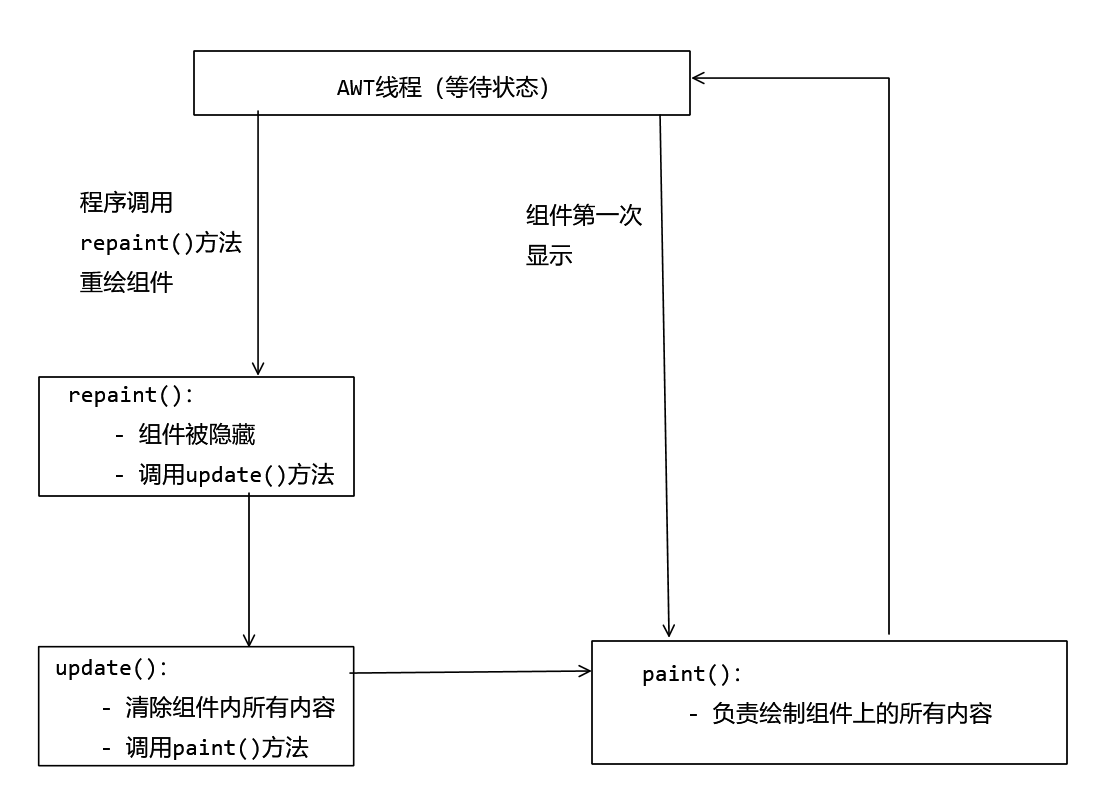 AWT线程（等待状态）
程序调用
repaint()方法
重绘组件
组件第一次
显示
repaint():
- 组件被隐藏
- 调用update()方法
update():
- 清除组件内所有内容
- 调用paint()方法
paint():
- 负责绘制组件上的所有内容